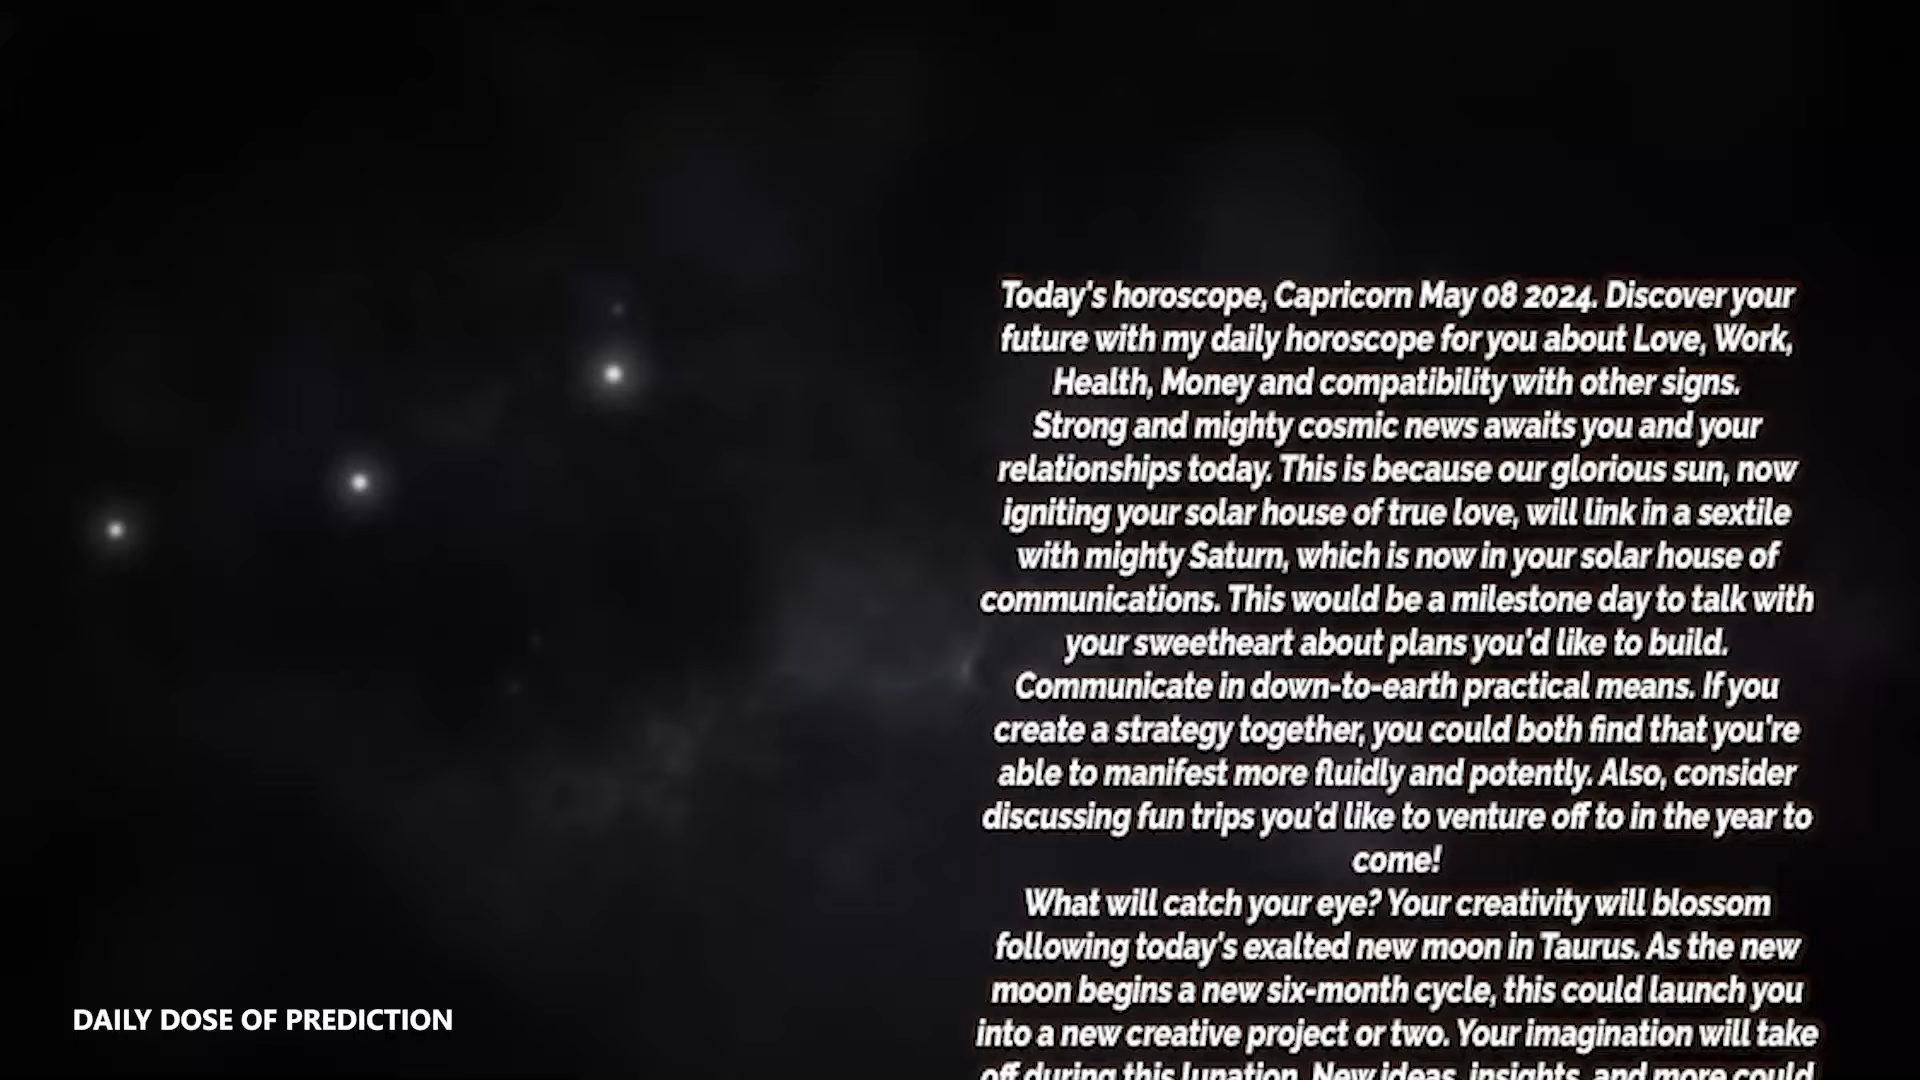 Today's horoscope, Capricorn May 08 2024. Discover your
future with my daily horoscope for you about Love, Work,
Health, Money and compatibility with other signs.
Strong and mighty cosmic news awaits you and your
relationships today. This is because our glorious sun, now
igniting your solar house of true love, will link in a sextile
with mighty Saturn, which is now in your solar house of
communications. This would be a milestone day to talk with
your sweetheart about plans you'd like to build.
Communicate in down-to-earth practical means. If you
create a strategy together, you could both find that you're
able to manifest more fluidly and potently. Also, consider
discussing fun trips you'd like to venture off to in the year to
come!
What will catch your eye? Your creativity will blossom
following today's exalted new moon in Taurus. As the new
moon begins a new six-month cycle, this could launch you
into a new creative project or two. Your imagination will take
off during this lunation. New ideas, insights, and more could
DAILY DOSE OF PREDICTION